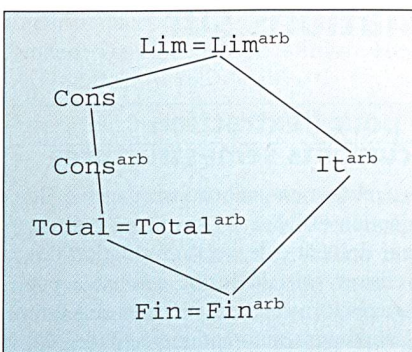 Lim = Lim^arb
Cons
Cons^arb
It^arb
Total = Total^arb
Fin = Fin^arb